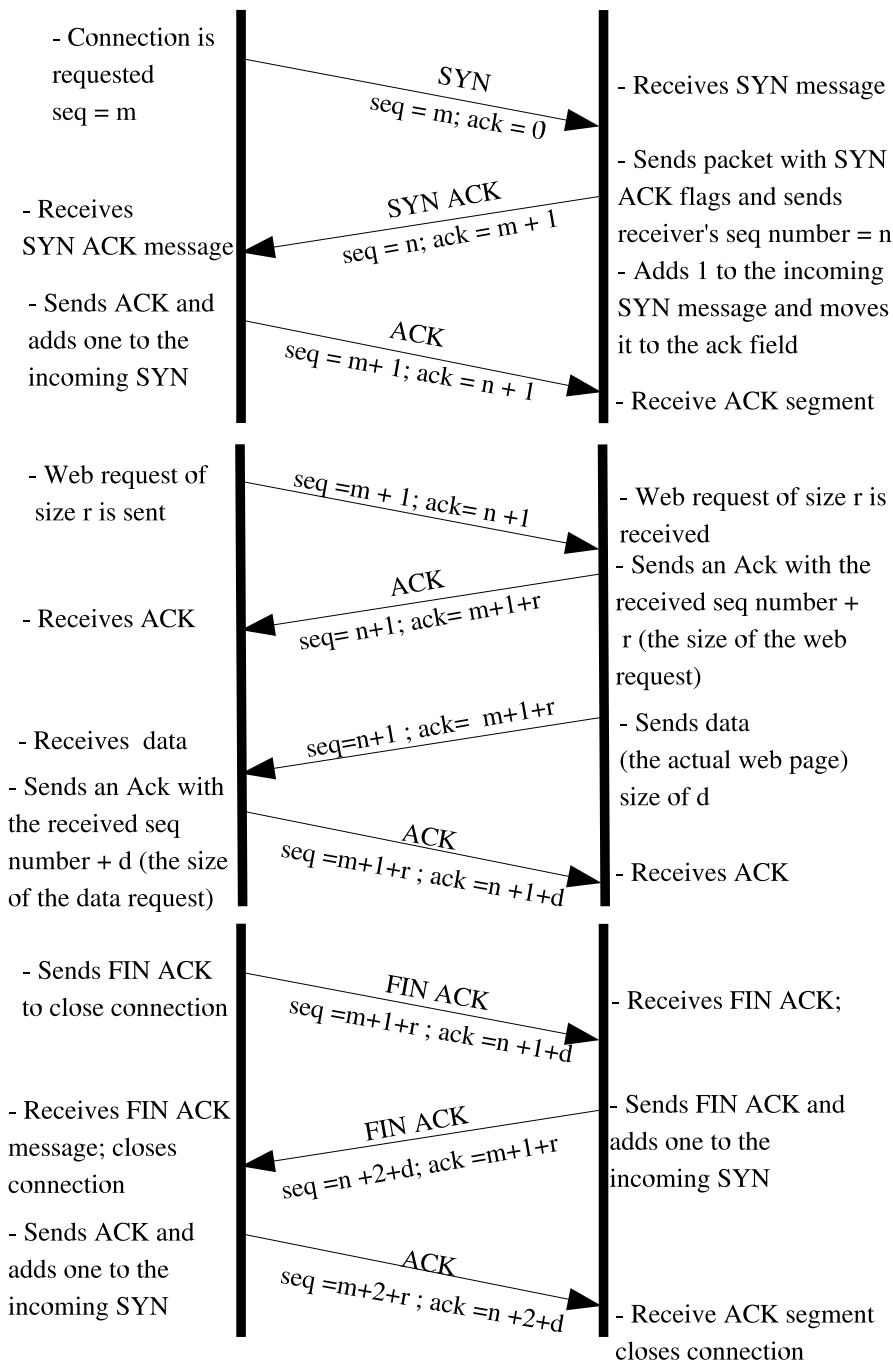 - Connection is
requested
seq = m
SYN
seq = m; ack = 0
- Receives SYN message
- Sends packet with SYN
ACK flags and sends
receiver's seq number = n
- Adds 1 to the incoming
SYN message and moves
it to the ack field
SYN ACK
seq = n; ack = m + 1
- Receives
SYN ACK message
- Sends ACK and
adds one to the
incoming SYN
ACK
seq = m+ 1; ack = n + 1
- Receive ACK segment
- Web request of
size r is sent
seq =m + 1; ack= n +1
- Web request of size r is
received
- Sends an Ack with the
received seq number +
r (the size of the web
request)
ACK
seq= n+1; ack= m+1+r
- Receives ACK
- Sends data
(the actual web page)
size of d
seq=n+1 ; ack= m+1+r
- Receives data
- Sends an Ack with
the received seq
number + d (the size
of the data request)
ACK
seq =m+1+r ; ack =n +1+d
- Receives ACK
- Sends FIN ACK
to close connection
FIN ACK
seq =m+1+r ; ack =n +1+d
- Receives FIN ACK;
- Sends FIN ACK and
adds one to the
incoming SYN
FIN ACK
seq =n +2+d; ack =m+1+r
- Receives FIN ACK
message; closes
connection
- Sends ACK and
adds one to the
incoming SYN
ACK
seq =m+2+r ; ack =n +2+d
- Receive ACK segment
closes connection